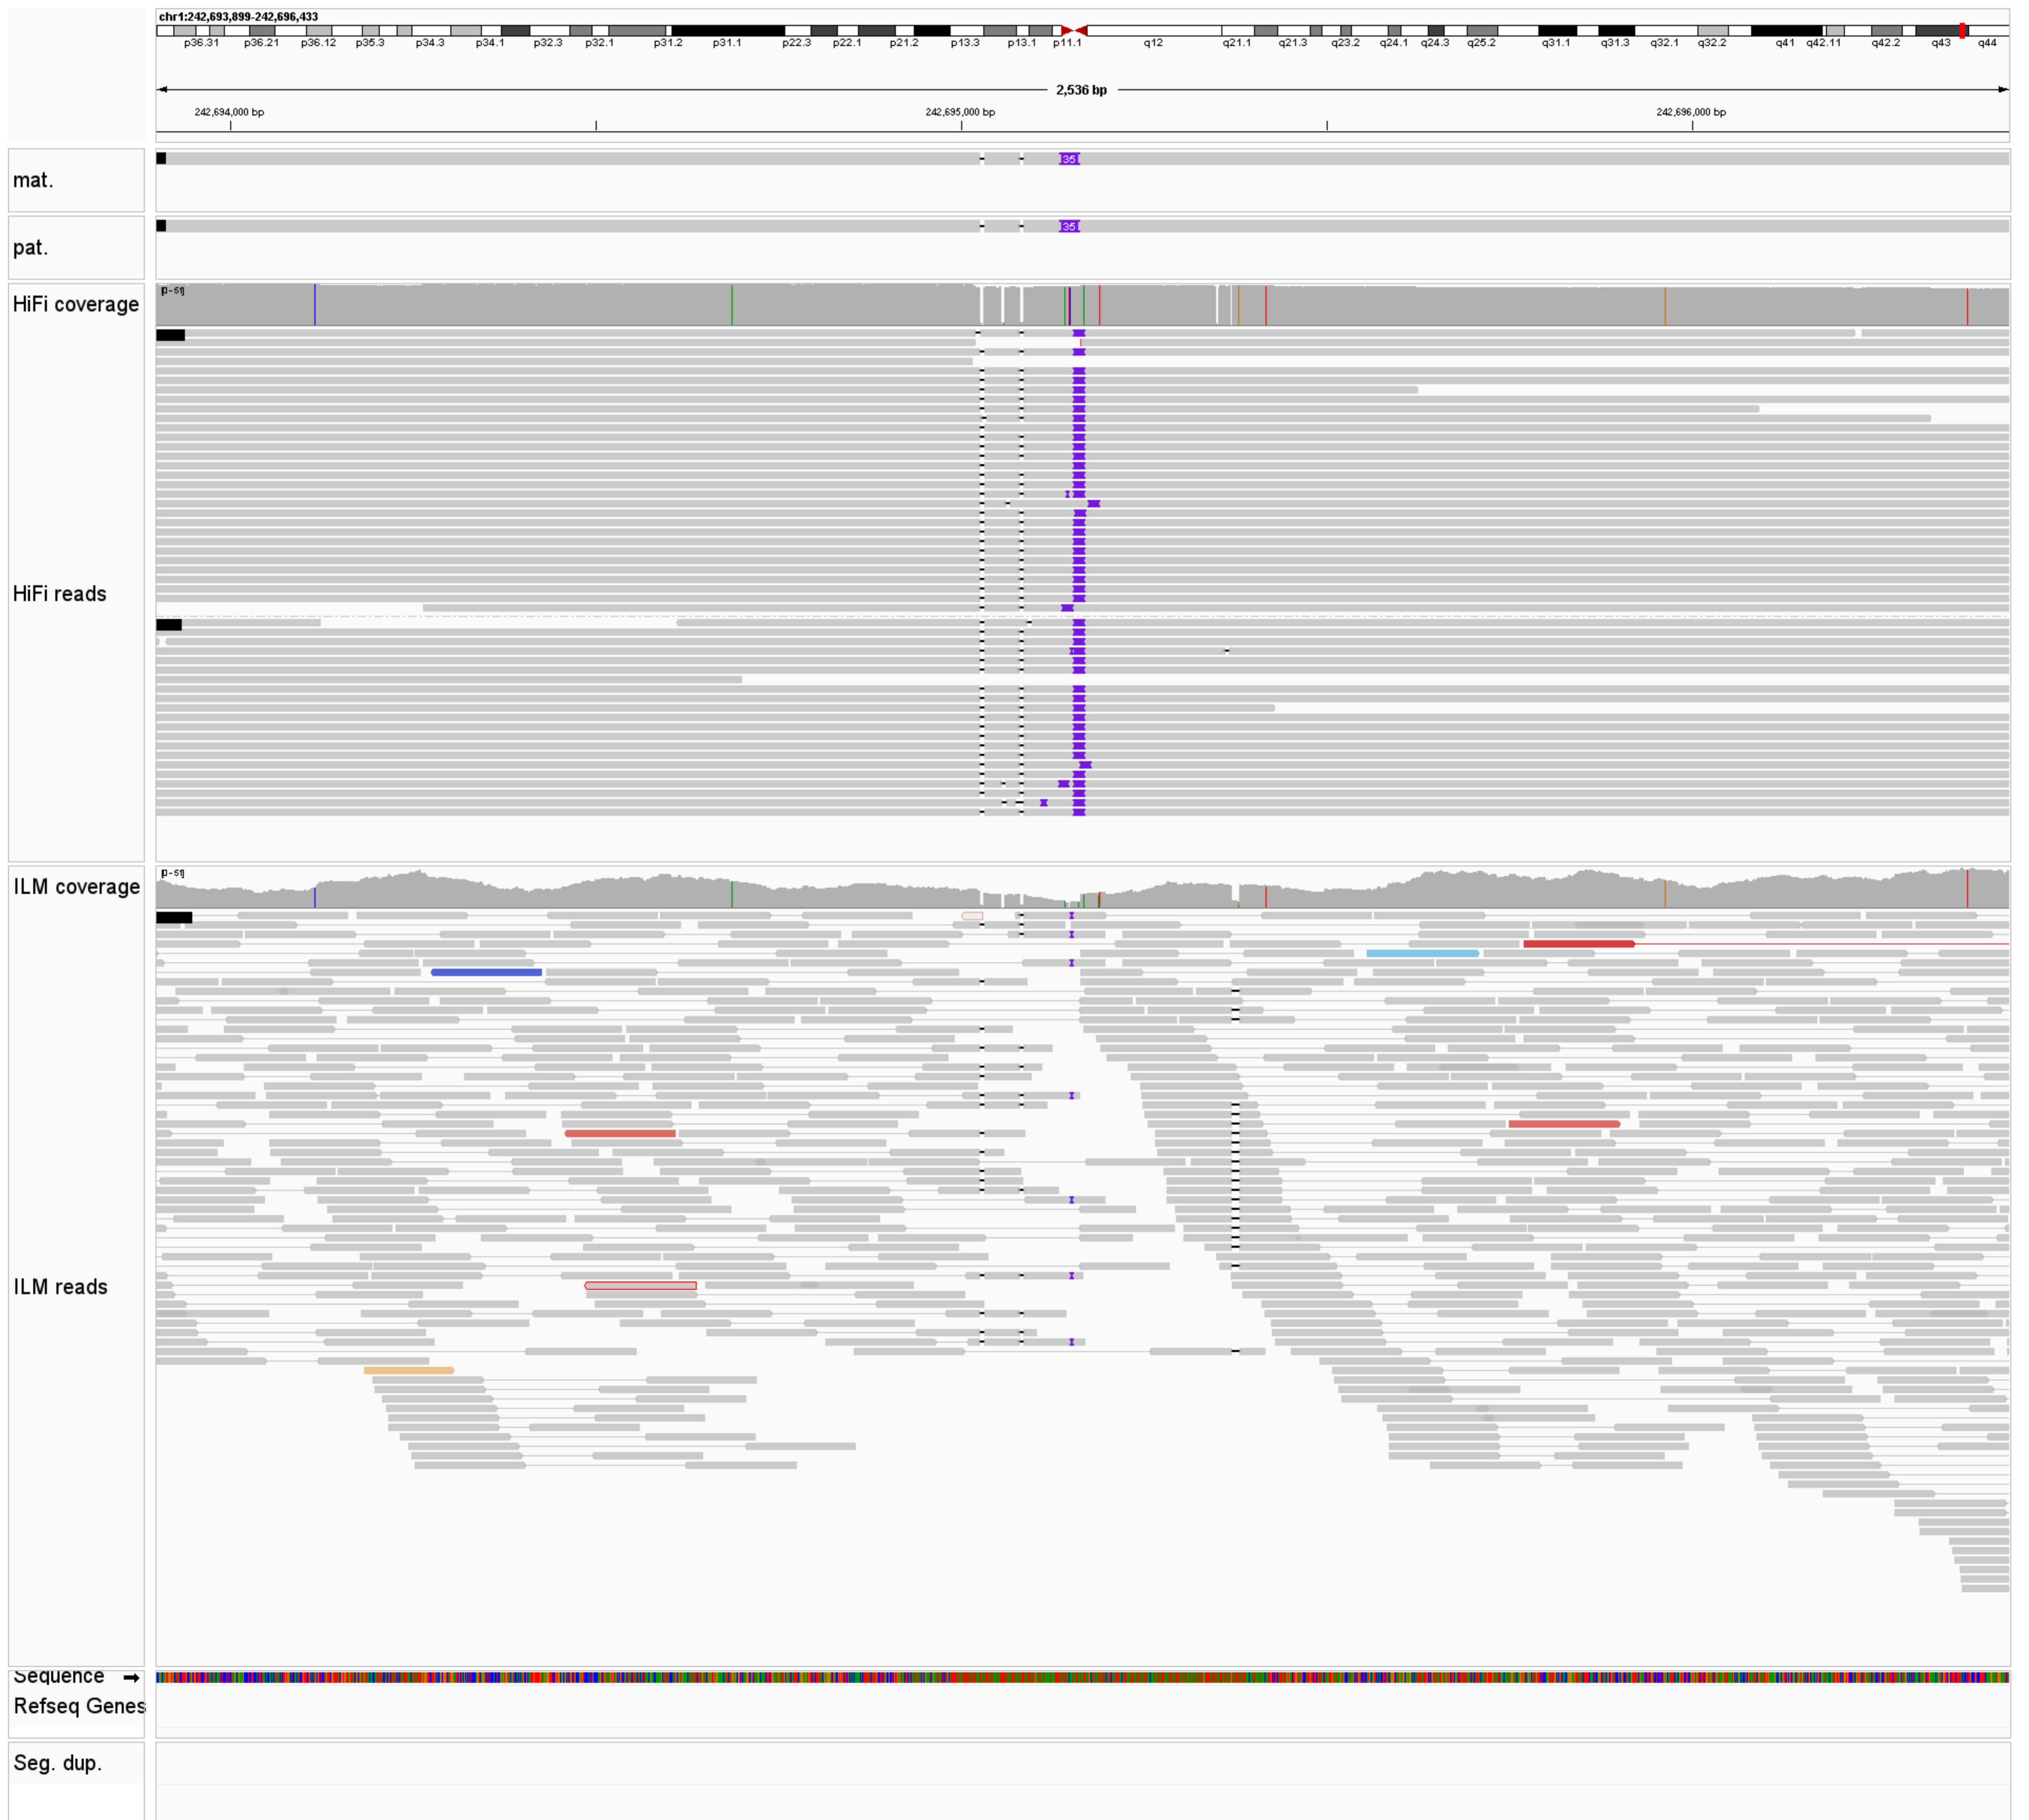 chr1:242,693,899-242,696,433
p36.31 p36.21 p36.12 p35.3 p34.3 p34.1 p32.3 p32.1 p31.2 p31.1 p22.3 p22.1 p21.2 p13.3 p13.1 p11.1 q12 q21.1 q21.3 q23.2 q24.1 q24.3 q25.2 q31.1 q31.3 q32.1 q32.2 q41 q42.11 q42.2 q43 q44
2,536 bp
242,694,000 bp 242,695,000 bp 242,696,000 bp
mat.
35
pat.
35
HiFi coverage
HiFi reads
ILM coverage
ILM reads
Sequence
Refseq Genes
Seg. dup.